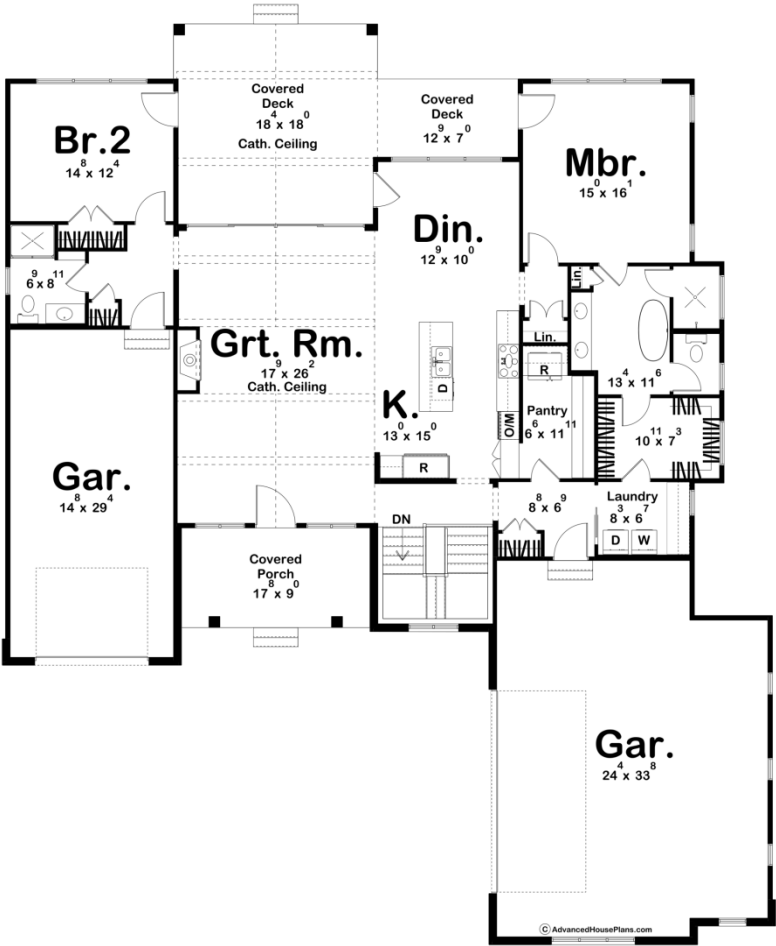 Covered
Deck
18⁴ x 18⁰
Cath. Ceiling
Covered
Deck
12⁹ x 7⁰
Br.2
14⁸ x 12⁴
Mbr.
15⁰ x 16¹
Din.
12⁹ x 10⁰
6⁹ x 8¹¹
Lin.
Lin.
Grt. Rm.
17⁹ x 26²
Cath. Ceiling
D
R
13⁴ x 11⁶
K.
13⁰ x 15⁰
O/M
Pantry
6⁶ x 11¹¹
10¹¹ x 7³
R
Gar.
14⁸ x 29⁴
DN
8⁸ x 6⁹
Laundry
8³ x 6⁷
D
W
Covered
Porch
17⁸ x 9⁰
Gar.
24⁴ x 33⁸
© AdvancedHousePlans.com